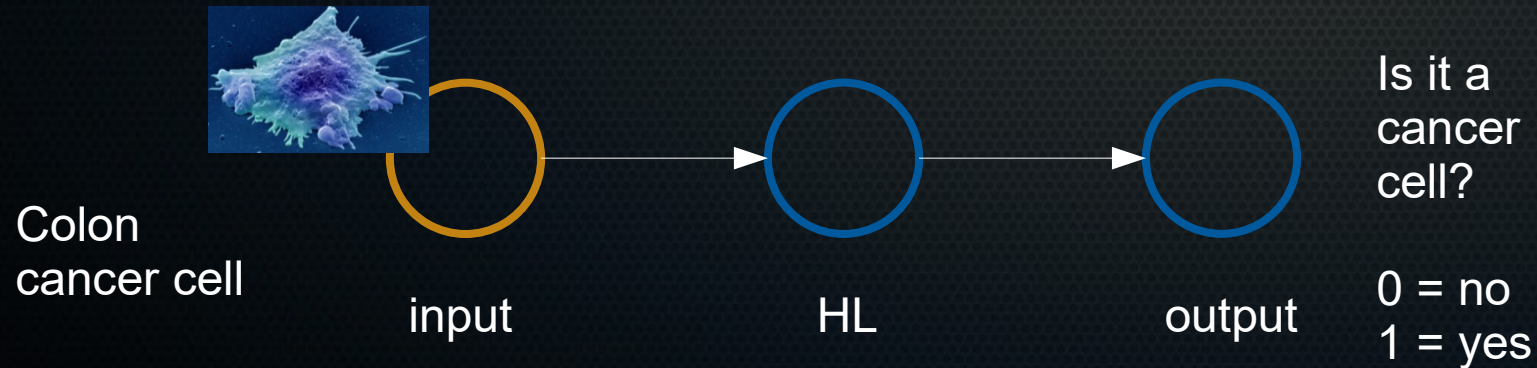 Colon
cancer cell
input
HL
output
Is it a
cancer
cell?
0 = no
1 = yes